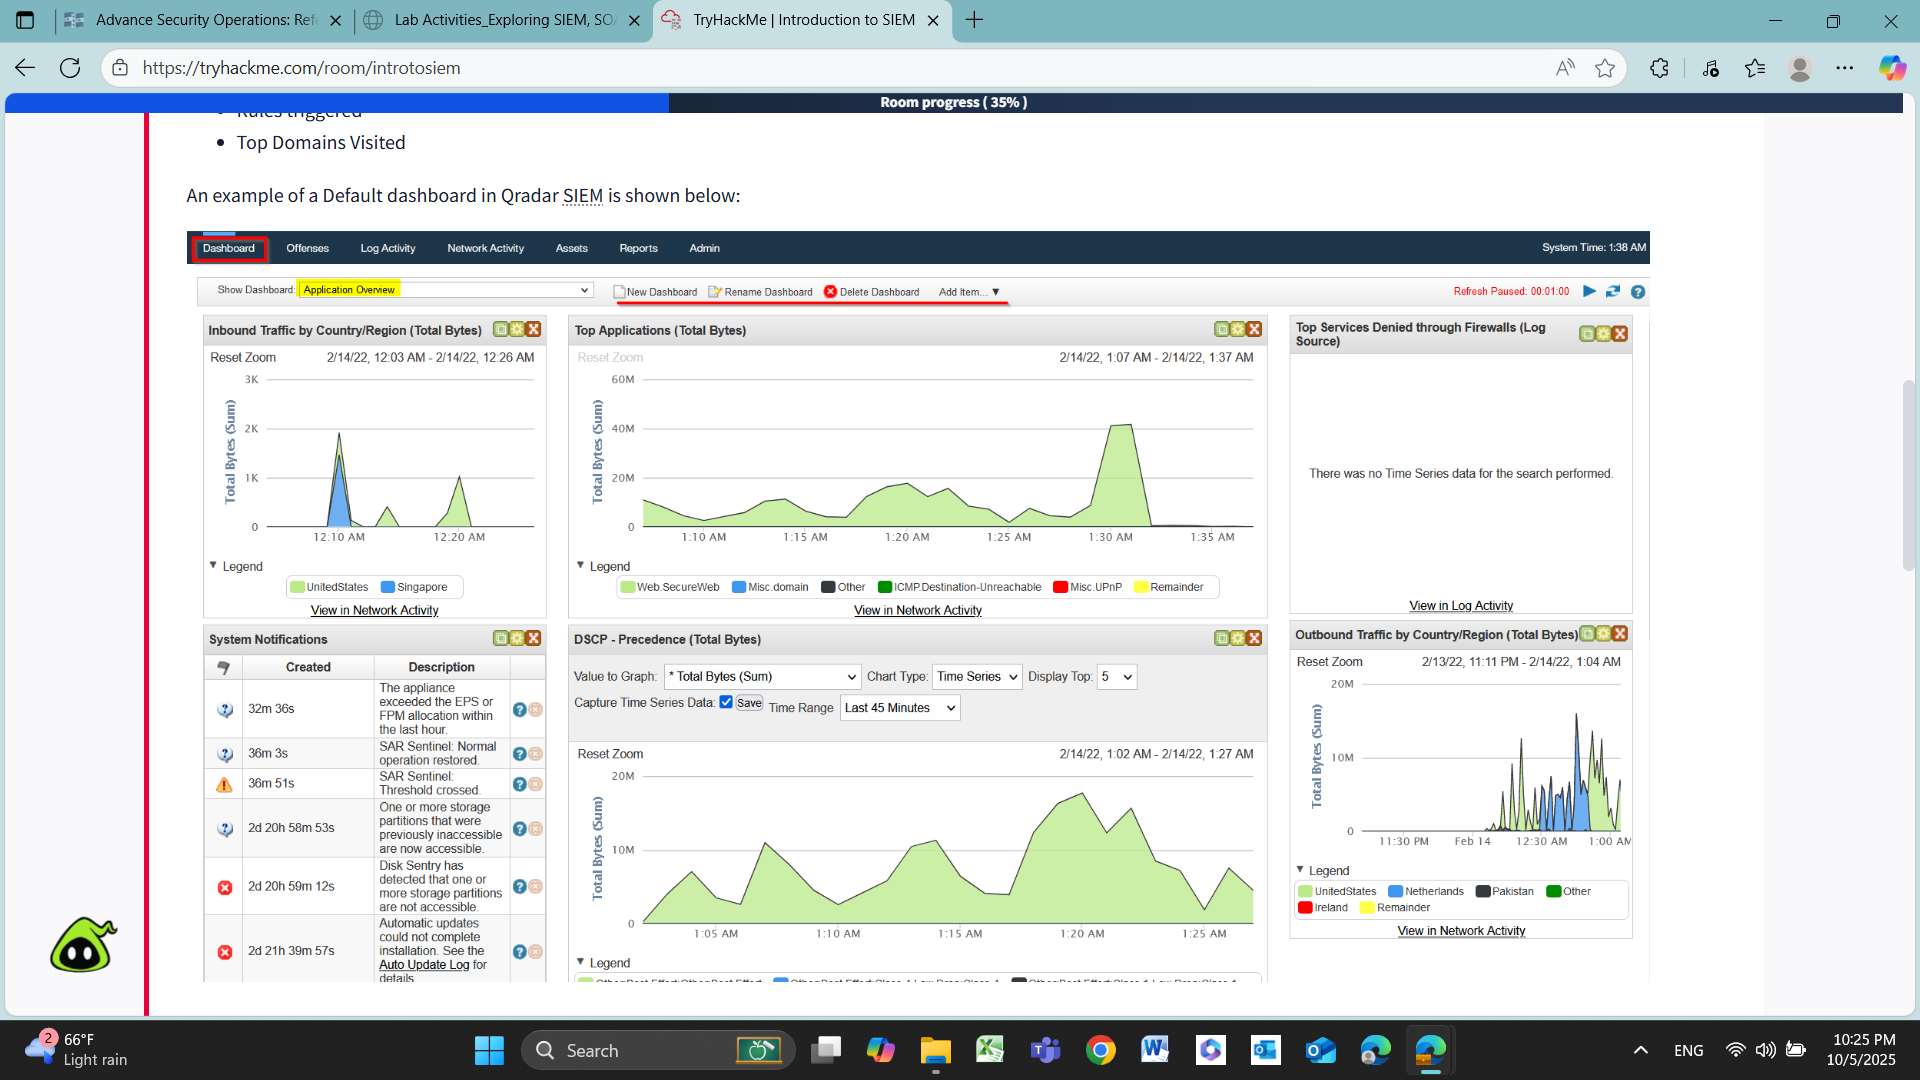 Advance Security Operations: Ref
Lab Activities_Exploring SIEM, SOA
TryHackMe | Introduction to SIEM
https://tryhackme.com/room/introtosiem
Room progress ( 35% )
Rules triggered
• Top Domains Visited
An example of a Default dashboard in Qradar SIEM is shown below:
Dashboard Offenses Log Activity Network Activity Assets Reports Admin System Time: 1:38 AM
Show Dashboard: Application Overview New Dashboard Rename Dashboard Delete Dashboard Add Item... Refresh Paused: 00:01:00
Inbound Traffic by Country/Region (Total Bytes)
Reset Zoom 2/14/22, 12:03 AM - 2/14/22, 12:26 AM
Total Bytes (Sum)
3K
2K
1K
0
12:10 AM 12:20 AM
Legend
UnitedStates Singapore
View in Network Activity
Top Applications (Total Bytes)
Reset Zoom 2/14/22, 1:07 AM - 2/14/22, 1:37 AM
Total Bytes (Sum)
60M
40M
20M
0
1:10 AM 1:15 AM 1:20 AM 1:25 AM 1:30 AM 1:35 AM
Legend
Web.SecureWeb Misc.domain Other ICMP.Destination-Unreachable Misc.UPnP Remainder
View in Network Activity
Top Services Denied through Firewalls (Log
Source)
There was no Time Series data for the search performed.
View in Log Activity
System Notifications
Created Description
32m 36s
The appliance
exceeded the EPS or
FPM allocation within
the last hour.
36m 3s
SAR Sentinel: Normal
operation restored.
36m 51s
SAR Sentinel:
Threshold crossed.
2d 20h 58m 53s
One or more storage
partitions that were
previously inaccessible
are now accessible.
2d 20h 59m 12s
Disk Sentry has
detected that one or
more storage partitions
are not accessible.
2d 21h 39m 57s
Automatic updates
could not complete
installation. See the
Auto Update Log for
details
DSCP - Precedence (Total Bytes)
Value to Graph: * Total Bytes (Sum) Chart Type: Time Series Display Top: 5
Capture Time Series Data: Save Time Range Last 45 Minutes
Reset Zoom 2/14/22, 1:02 AM - 2/14/22, 1:27 AM
Total Bytes (Sum)
20M
10M
0
1:05 AM 1:10 AM 1:15 AM 1:20 AM 1:25 AM
Legend
Outbound Traffic by Country/Region (Total Bytes)
Reset Zoom 2/13/22, 11:11 PM - 2/14/22, 1:04 AM
Total Bytes (Sum)
20M
10M
0
11:30 PM Feb 14 12:30 AM 1:00 AM
Legend
UnitedStates Netherlands Pakistan Other
Ireland Remainder
View in Network Activity
2
66°F
Light rain
Search
ENG
10:25 PM
10/5/2025